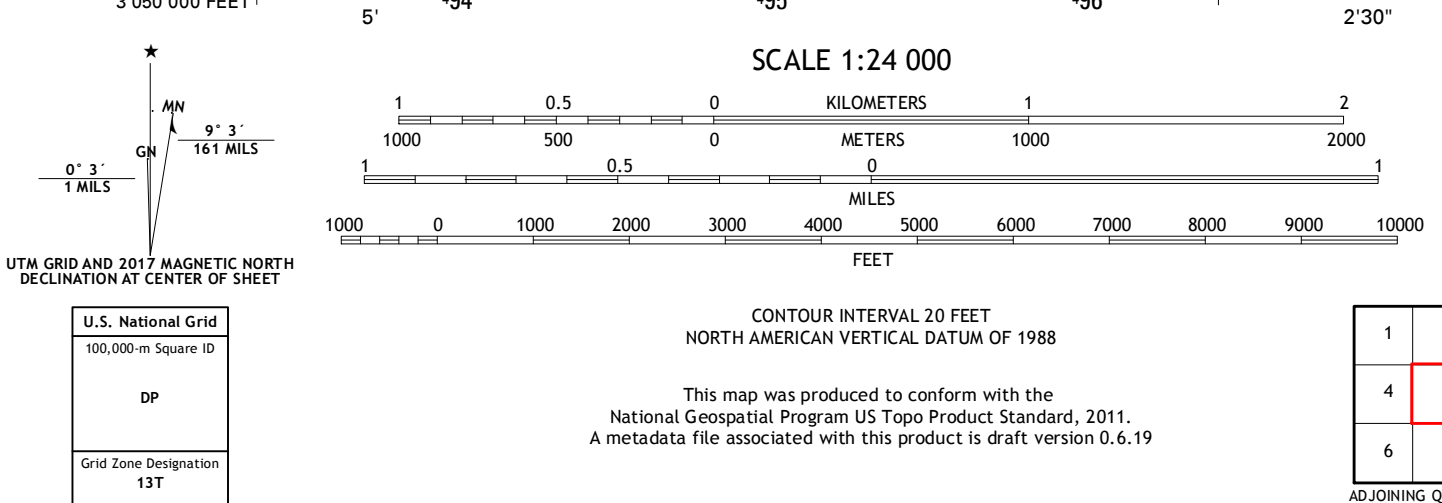 3 050 000 FEET
5'
2'30"
SCALE 1:24 000
★
MN
GN
9° 3´
161 MILS
0° 3´
1 MILS
UTM GRID AND 2017 MAGNETIC NORTH
DECLINATION AT CENTER OF SHEET
1 0.5 0 KILOMETERS 1 2
1000 500 0 METERS 1000 2000
1 0.5 0 1
MILES
1000 0 1000 2000 3000 4000 5000 6000 7000 8000 9000 10000
FEET
U.S. National Grid
100,000-m Square ID
DP
Grid Zone Designation
13T
CONTOUR INTERVAL 20 FEET
NORTH AMERICAN VERTICAL DATUM OF 1988
This map was produced to conform with the
National Geospatial Program US Topo Product Standard, 2011.
A metadata file associated with this product is draft version 0.6.19
1
4
6
ADJOINING